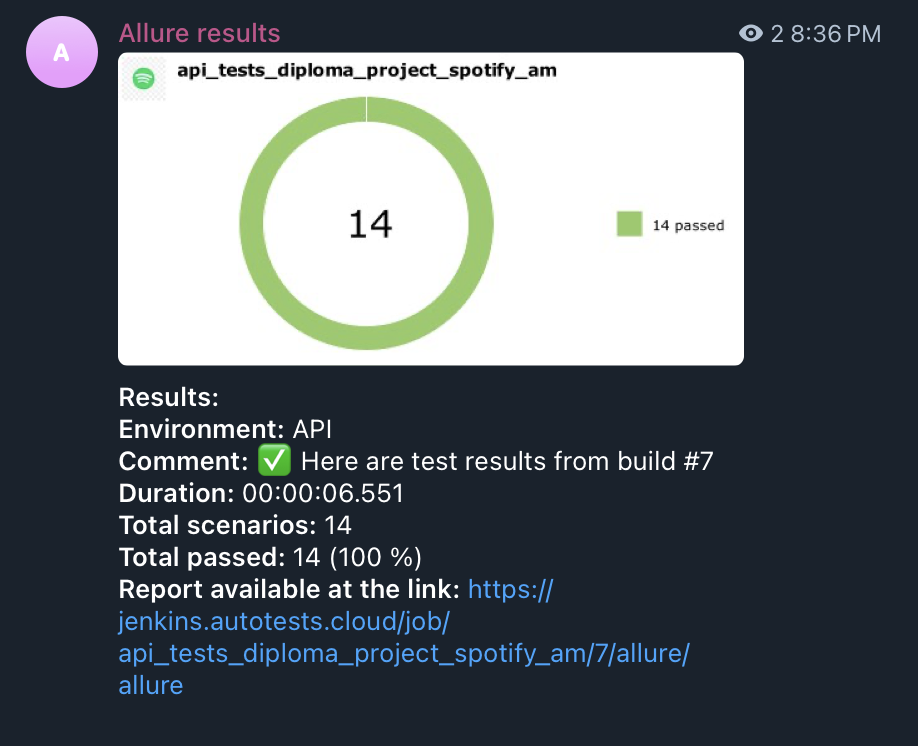 A
Allure results
2 8:36 PM
api_tests_diploma_project_spotify_am
14
14 passed
Results:
Environment: API
Comment: ✅ Here are test results from build #7
Duration: 00:00:06.551
Total scenarios: 14
Total passed: 14 (100 %)
Report available at the link: https://
jenkins.autotests.cloud/job/
api_tests_diploma_project_spotify_am/7/allure/
allure